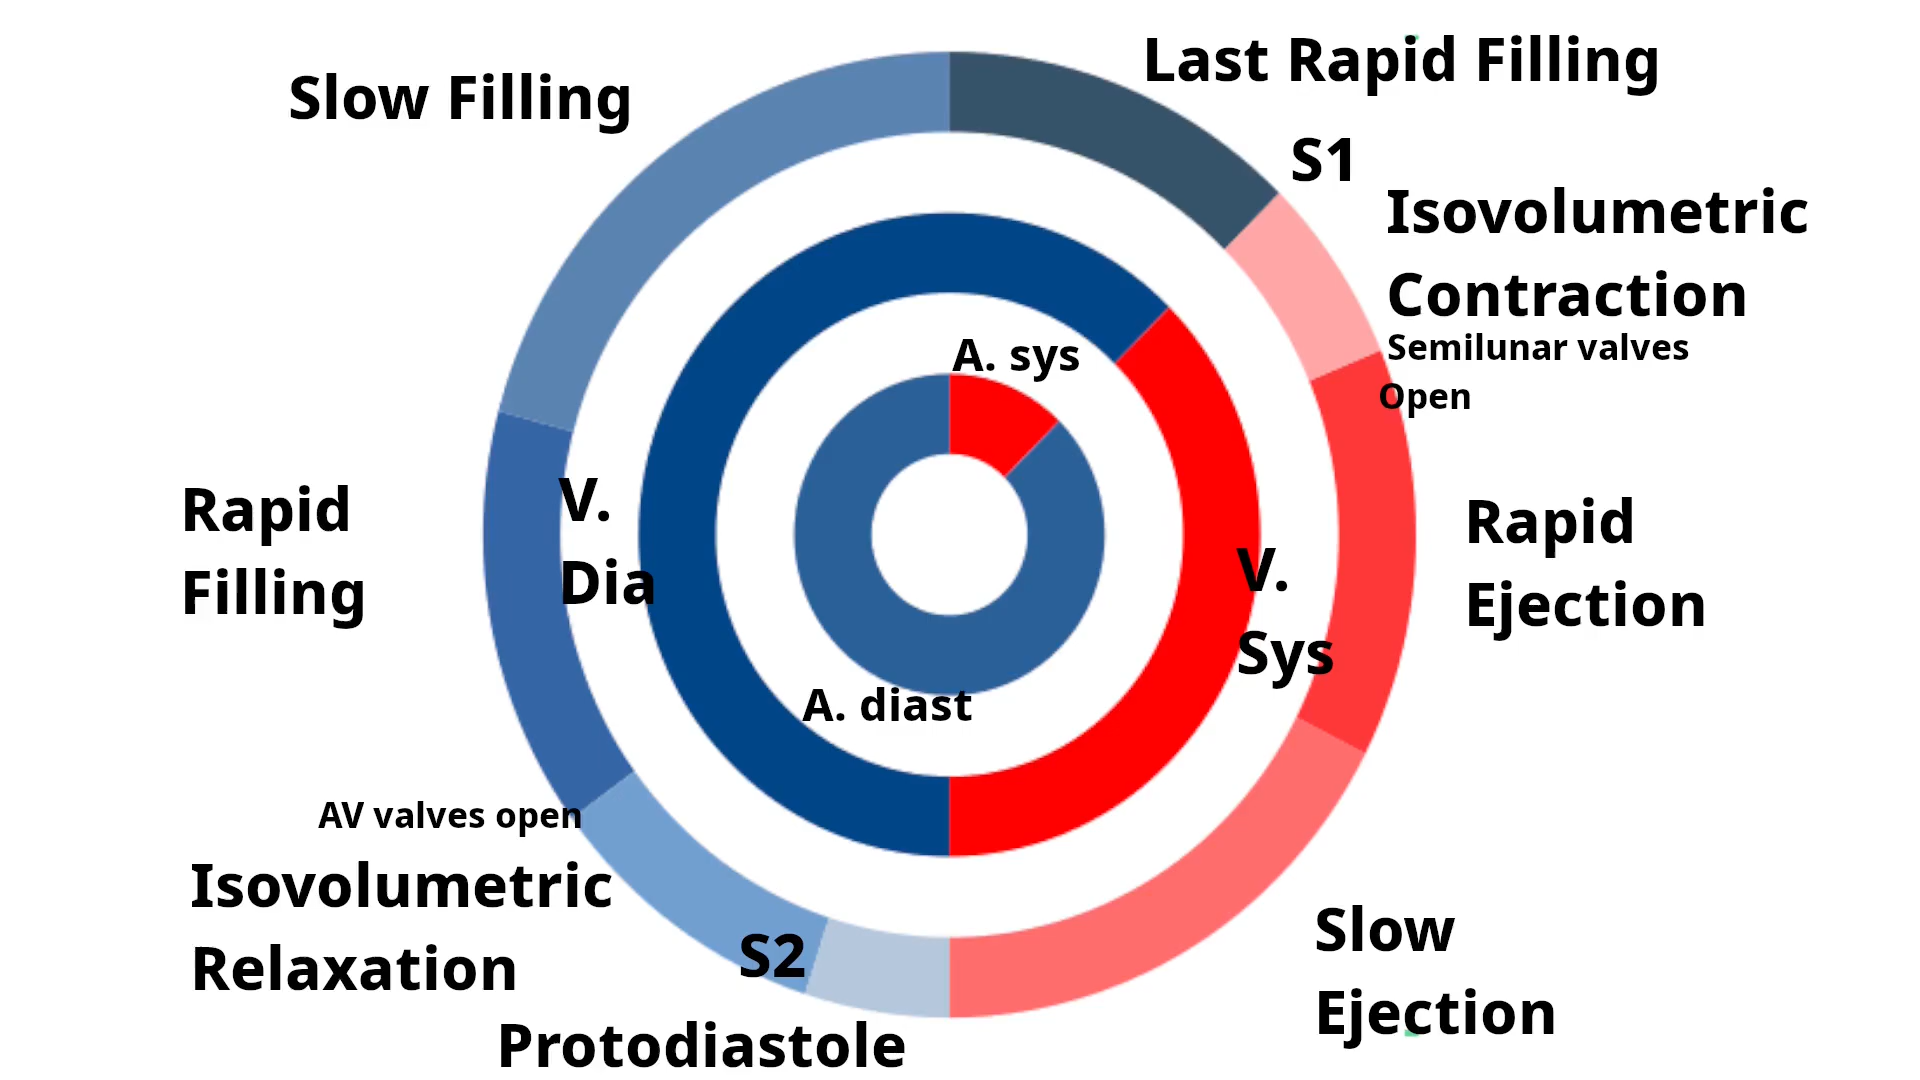 Last Rapid Filling
Slow Filling
S1
Isovolumetric
Contraction
Semilunar valves
Open
A. sys
Rapid
Filling
V.
Dia
V.
Sys
Rapid
Ejection
A. diast
AV valves open
Isovolumetric
Relaxation
S2
Slow
Ejection
Protodiastole